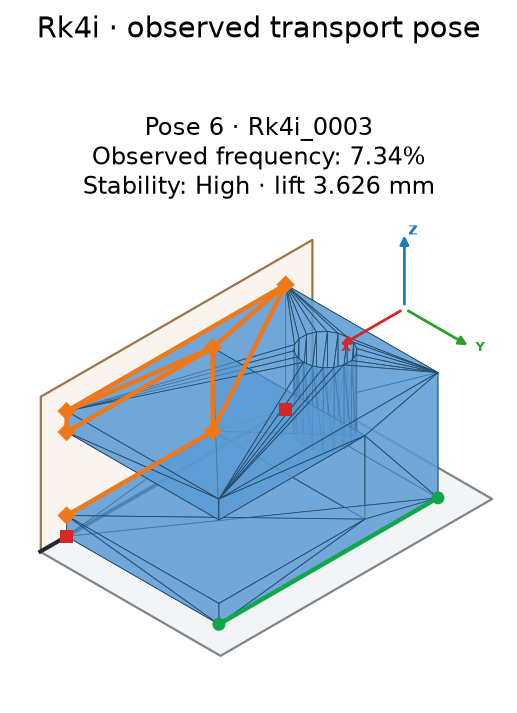 Rk4i · observed transport pose
Pose 6 · Rk4i_0003
Observed frequency: 7.34%
Stability: High · lift 3.626 mm
Z
X
Y